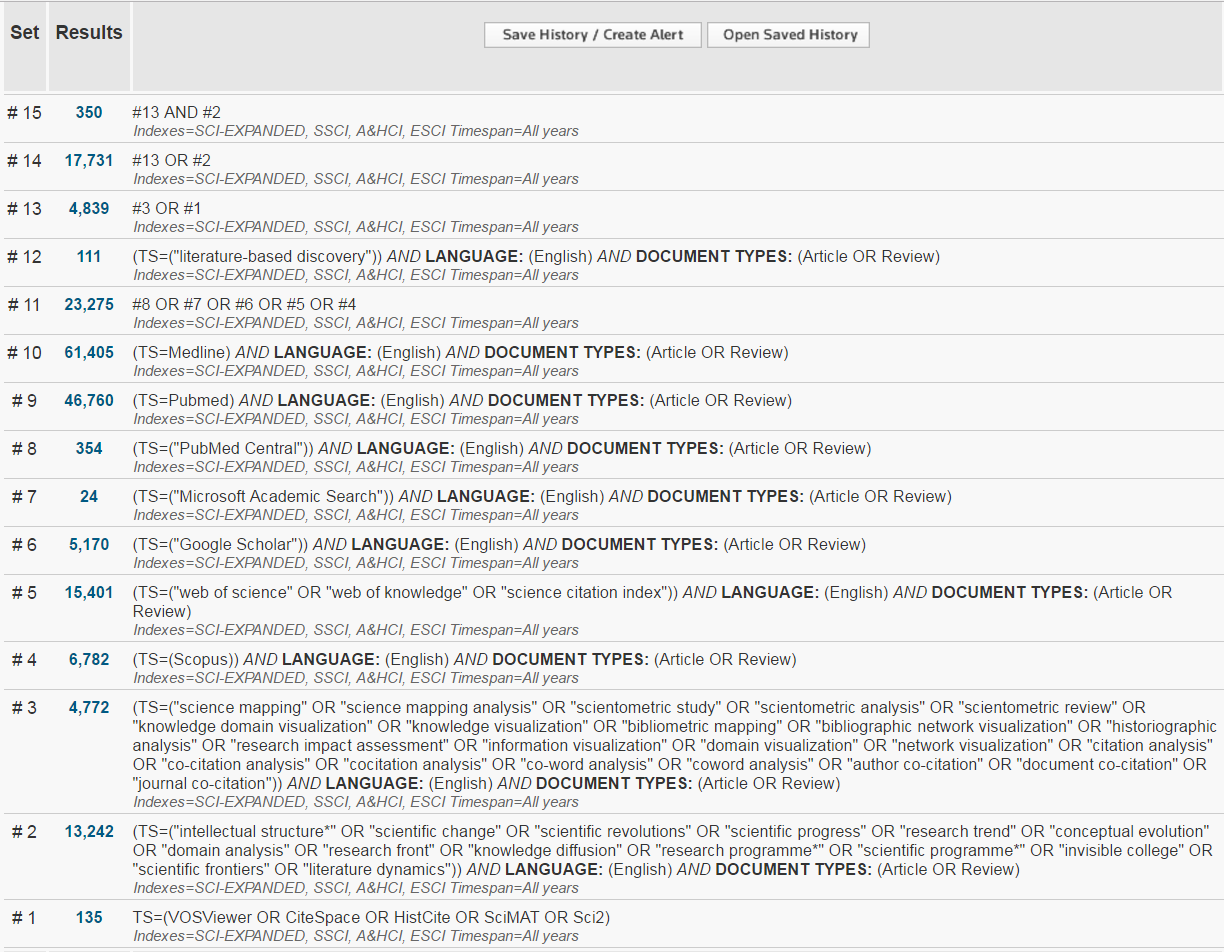 Set Results Save History / Create Alert Open Saved History
# 15 350 #13 AND #2
Indexes=SCI-EXPANDED, SSCI, A&HCI, ESCI Timespan=All years
# 14 17,731 #13 OR #2
Indexes=SCI-EXPANDED, SSCI, A&HCI, ESCI Timespan=All years
# 13 4,839 #3 OR #1
Indexes=SCI-EXPANDED, SSCI, A&HCI, ESCI Timespan=All years
# 12 111 (TS=("literature-based discovery")) AND LANGUAGE: (English) AND DOCUMENT TYPES: (Article OR Review)
Indexes=SCI-EXPANDED, SSCI, A&HCI, ESCI Timespan=All years
# 11 23,275 #8 OR #7 OR #6 OR #5 OR #4
Indexes=SCI-EXPANDED, SSCI, A&HCI, ESCI Timespan=All years
# 10 61,405 (TS=Medline) AND LANGUAGE: (English) AND DOCUMENT TYPES: (Article OR Review)
Indexes=SCI-EXPANDED, SSCI, A&HCI, ESCI Timespan=All years
# 9 46,760 (TS=Pubmed) AND LANGUAGE: (English) AND DOCUMENT TYPES: (Article OR Review)
Indexes=SCI-EXPANDED, SSCI, A&HCI, ESCI Timespan=All years
# 8 354 (TS=("PubMed Central")) AND LANGUAGE: (English) AND DOCUMENT TYPES: (Article OR Review)
Indexes=SCI-EXPANDED, SSCI, A&HCI, ESCI Timespan=All years
# 7 24 (TS=("Microsoft Academic Search")) AND LANGUAGE: (English) AND DOCUMENT TYPES: (Article OR Review)
Indexes=SCI-EXPANDED, SSCI, A&HCI, ESCI Timespan=All years
# 6 5,170 (TS=("Google Scholar")) AND LANGUAGE: (English) AND DOCUMENT TYPES: (Article OR Review)
Indexes=SCI-EXPANDED, SSCI, A&HCI, ESCI Timespan=All years
# 5 15,401 (TS=("web of science" OR "web of knowledge" OR "science citation index")) AND LANGUAGE: (English) AND DOCUMENT TYPES: (Article OR
Review)
Indexes=SCI-EXPANDED, SSCI, A&HCI, ESCI Timespan=All years
# 4 6,782 (TS=(Scopus)) AND LANGUAGE: (English) AND DOCUMENT TYPES: (Article OR Review)
Indexes=SCI-EXPANDED, SSCI, A&HCI, ESCI Timespan=All years
# 3 4,772 (TS=("science mapping" OR "science mapping analysis" OR "scientometric study" OR "scientometric analysis" OR "scientometric review" OR
"knowledge domain visualization" OR "knowledge visualization" OR "bibliometric mapping" OR "bibliographic network visualization" OR "historiographic
analysis" OR "research impact assessment" OR "information visualization" OR "domain visualization" OR "network visualization" OR "citation analysis"
OR "co-citation analysis" OR "cocitation analysis" OR "co-word analysis" OR "coword analysis" OR "author co-citation" OR "document co-citation" OR
"journal co-citation")) AND LANGUAGE: (English) AND DOCUMENT TYPES: (Article OR Review)
Indexes=SCI-EXPANDED, SSCI, A&HCI, ESCI Timespan=All years
# 2 13,242 (TS=("intellectual structure*" OR "scientific change" OR "scientific revolutions" OR "scientific progress" OR "research trend" OR "conceptual evolution"
OR "domain analysis" OR "research front" OR "knowledge diffusion" OR "research programme*" OR "scientific programme*" OR "invisible college" OR
"scientific frontiers" OR "literature dynamics")) AND LANGUAGE: (English) AND DOCUMENT TYPES: (Article OR Review)
Indexes=SCI-EXPANDED, SSCI, A&HCI, ESCI Timespan=All years
# 1 135 TS=(VOSViewer OR CiteSpace OR HistCite OR SciMAT OR Sci2)
Indexes=SCI-EXPANDED, SSCI, A&HCI, ESCI Timespan=All years